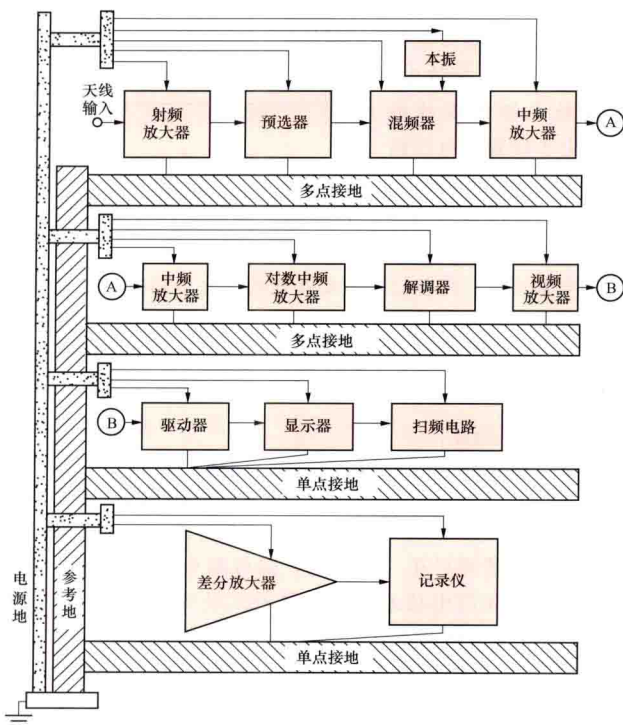 本振
天线
输入
射频
放大器
预选器
混频器
中频
放大器
A
多点接地
A
中频
放大器
对数中频
放大器
解调器
视频
放大器
B
多点接地
B
驱动器
显示器
扫频电路
单点接地
差分放大器
记录仪
电源地
参考地
单点接地